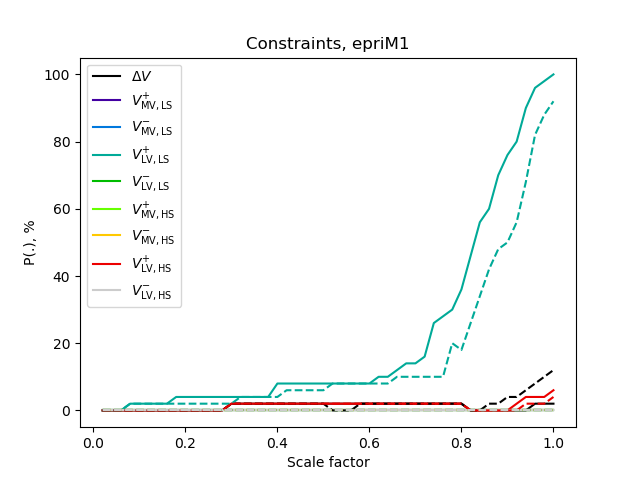 Constraints, epriM1
100
80
60
40
20
0
P(.), %
ΔV
V⁺MV, LS
V⁻MV, LS
V⁺LV, LS
V⁻LV, LS
V⁺MV, HS
V⁻MV, HS
V⁺LV, HS
V⁻LV, HS
0.0 0.2 0.4 0.6 0.8 1.0
Scale factor